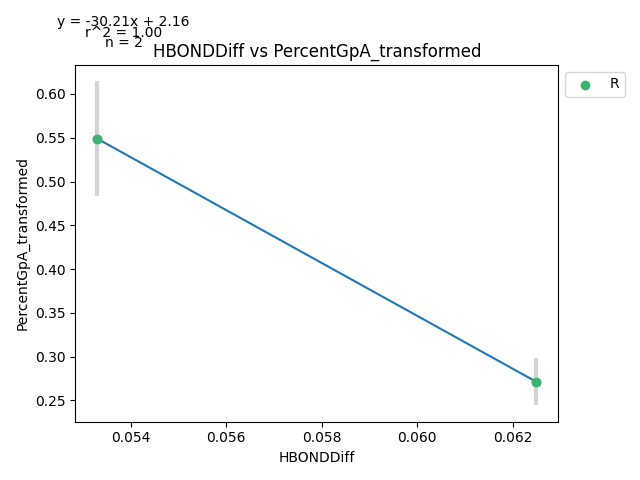 y = -30.21x + 2.16
r^2 = 1.00
n = 2
HBONDDiff vs PercentGpA_transformed
R
0.60
0.55
0.50
0.45
0.40
0.35
0.30
0.25
PercentGpA_transformed
0.054 0.056 0.058 0.060 0.062
HBONDDiff